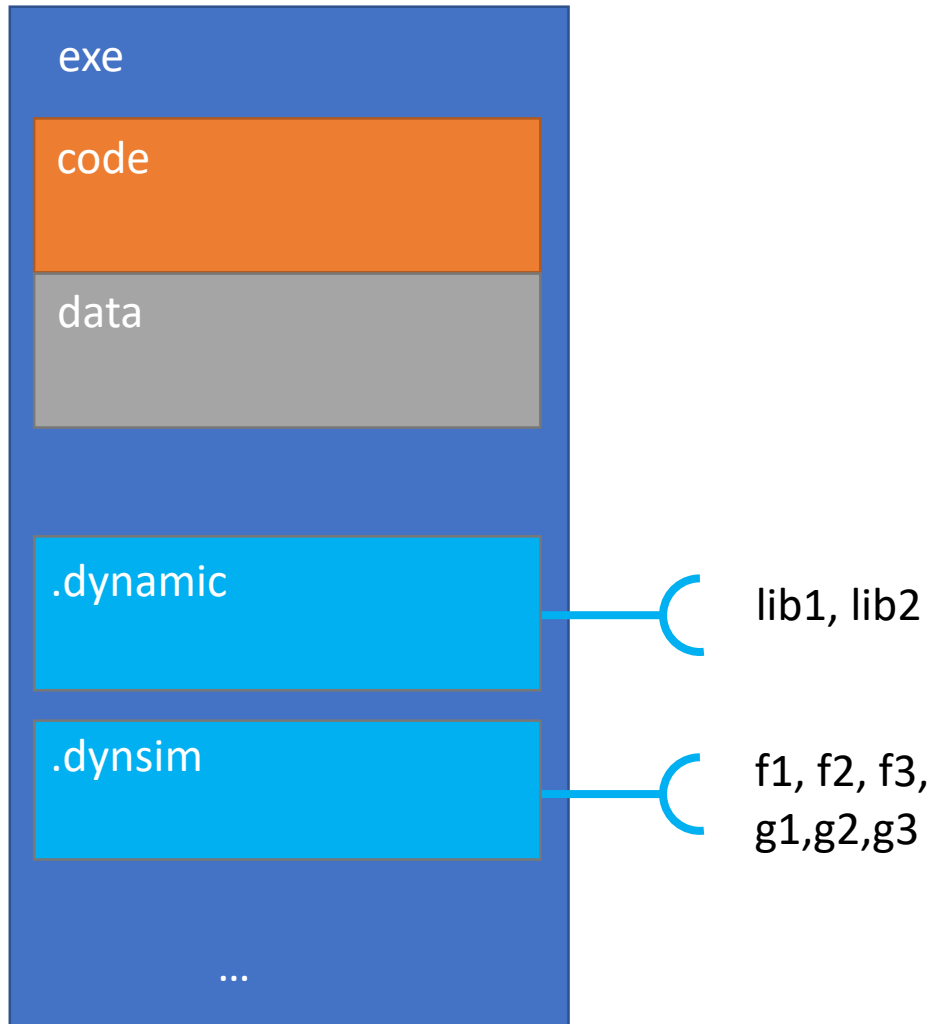 exe
code
data
.dynamic
lib1, lib2
.dynsim
f1, f2, f3,
g1,g2,g3
...